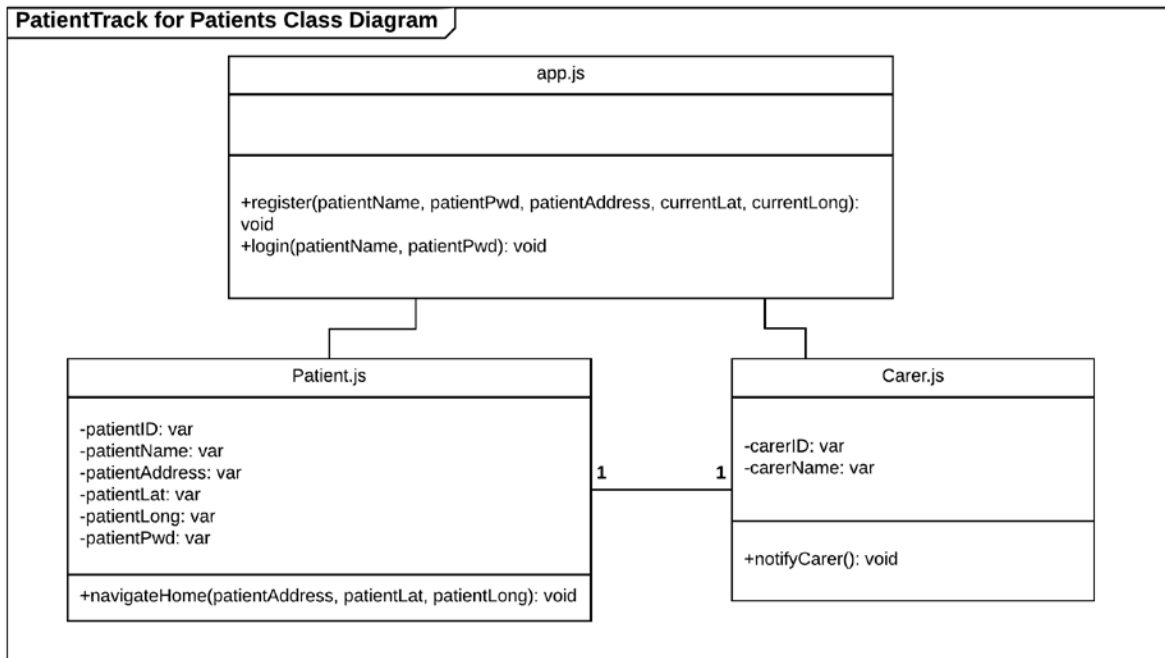 PatientTrack for Patients Class Diagram
app.js
+register(patientName, patientPwd, patientAddress, currentLat, currentLong):
void
+login(patientName, patientPwd): void
Patient.js
-patientID: var
-patientName: var
-patientAddress: var
-patientLat: var
-patientLong: var
-patientPwd: var
+navigateHome(patientAddress, patientLat, patientLong): void
1
1
Carer.js
-carerID: var
-carerName: var
+notifyCarer(): void